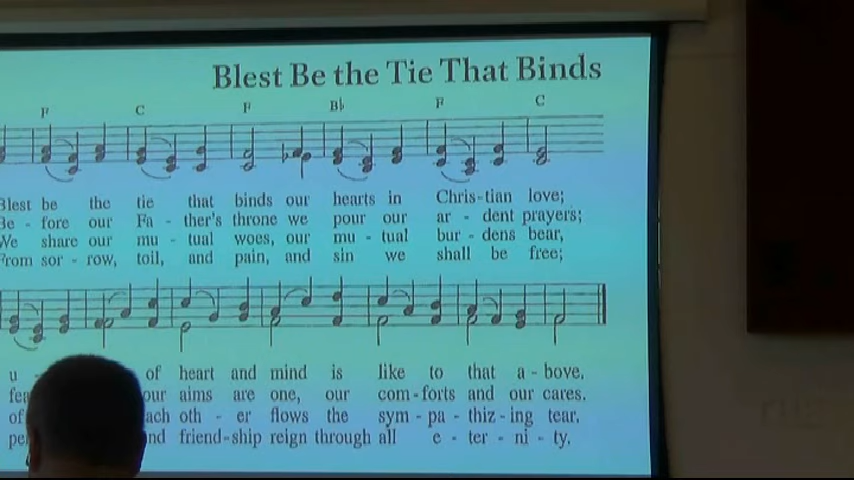 Blest Be the Tie That Binds
F C F B♭ F C
Blest be the tie that binds our hearts in Chris-tian love;
Be - fore our Fa - ther's throne we pour our ar - dent prayers;
We share our mu - tual woes, our mu - tual bur - dens bear,
From sor - row, toil, and pain, and sin we shall be free;
of heart and mind is like to that a - bove.
our aims are one, our com-forts and our cares.
of oth - er flows the sym - pa - thiz - ing tear.
friend-ship reign through all e - ter - ni - ty.